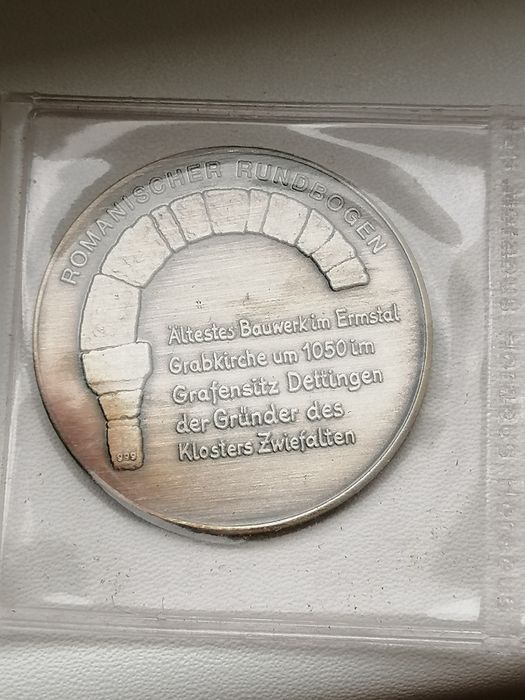 ROMANISCHER RUNDBOGEN
Ältestes Bauwerk im Ermstal
Grabkirche um 1050 im
Grafensitz Dettingen
der Gründer des
Klosters Zwiefalten
999